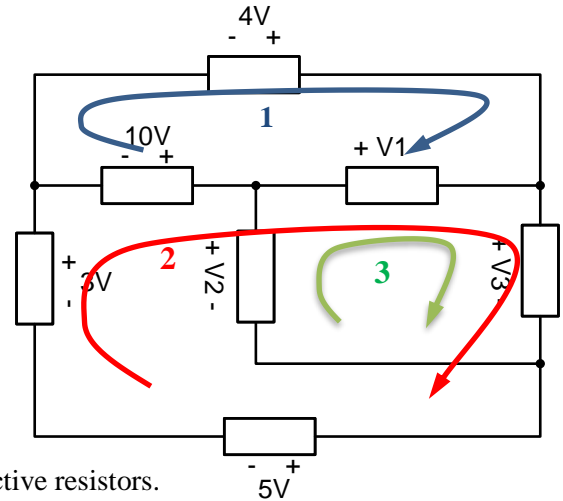 4V
- +
1
10V
- +
+ V1
+
3V
-
2
+ V2 -
3
+ V3 -
- +
5V
ctive resistors.